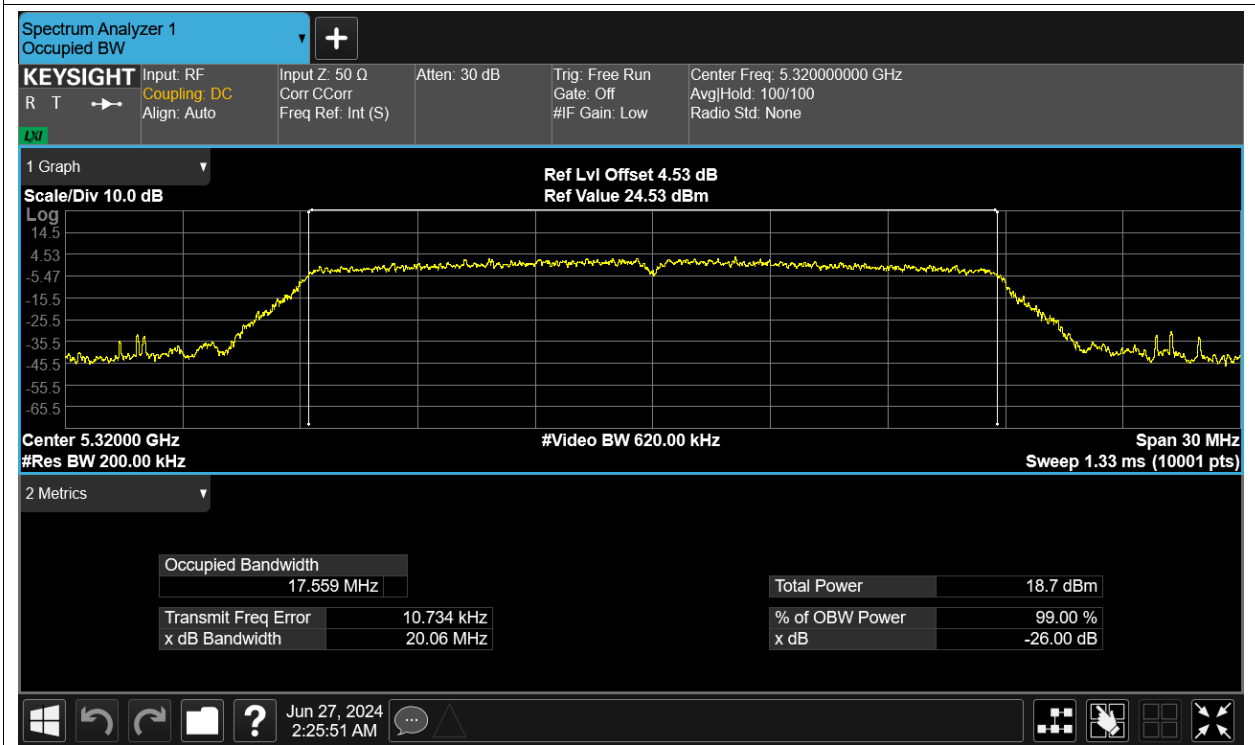 Spectrum Analyzer 1
Occupied BW
KEYSIGHT
R T
LXI
Input: RF
Coupling: DC
Align: Auto
Input Z: 50 Ω
Corr CCorr
Freq Ref: Int (S)
Atten: 30 dB
Trig: Free Run
Gate: Off
#IF Gain: Low
Center Freq: 5.320000000 GHz
Avg|Hold: 100/100
Radio Std: None
1 Graph
Scale/Div 10.0 dB
Ref Lvl Offset 4.53 dB
Ref Value 24.53 dBm
Log
14.5
4.53
-5.47
-15.5
-25.5
-35.5
-45.5
-55.5
-65.5
Center 5.32000 GHz
#Video BW 620.00 kHz
Span 30 MHz
#Res BW 200.00 kHz
Sweep 1.33 ms (10001 pts)
2 Metrics
Occupied Bandwidth
17.559 MHz
Total Power 18.7 dBm
Transmit Freq Error 10.734 kHz
% of OBW Power 99.00 %
x dB Bandwidth 20.06 MHz
x dB -26.00 dB
?
Jun 27, 2024
2:25:51 AM